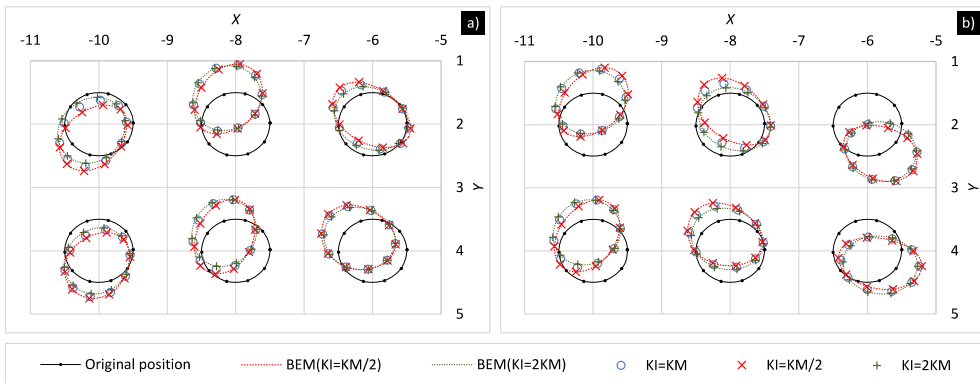 X
a)
-11 -10 -9 -8 -7 -6 -5
1
2
3
4
5
Y
X
b)
-11 -10 -9 -8 -7 -6 -5
1
2
3
4
5
Y
Original position BEM(KI=KM/2) BEM(KI=2KM) KI=KM KI=KM/2 KI=2KM